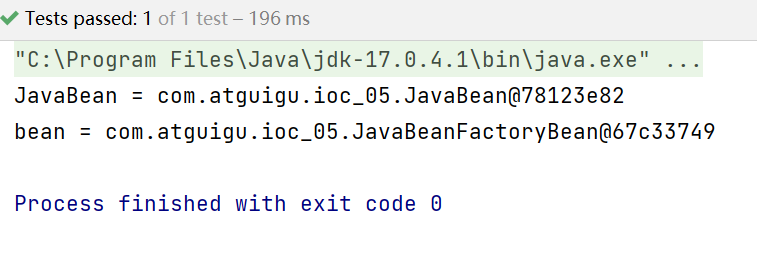 Tests passed: 1 of 1 test – 196 ms
"C:\Program Files\Java\jdk-17.0.4.1\bin\java.exe" ...
JavaBean = com.atguigu.ioc_05.JavaBean@78123e82
bean = com.atguigu.ioc_05.JavaBeanFactoryBean@67c33749
Process finished with exit code 0